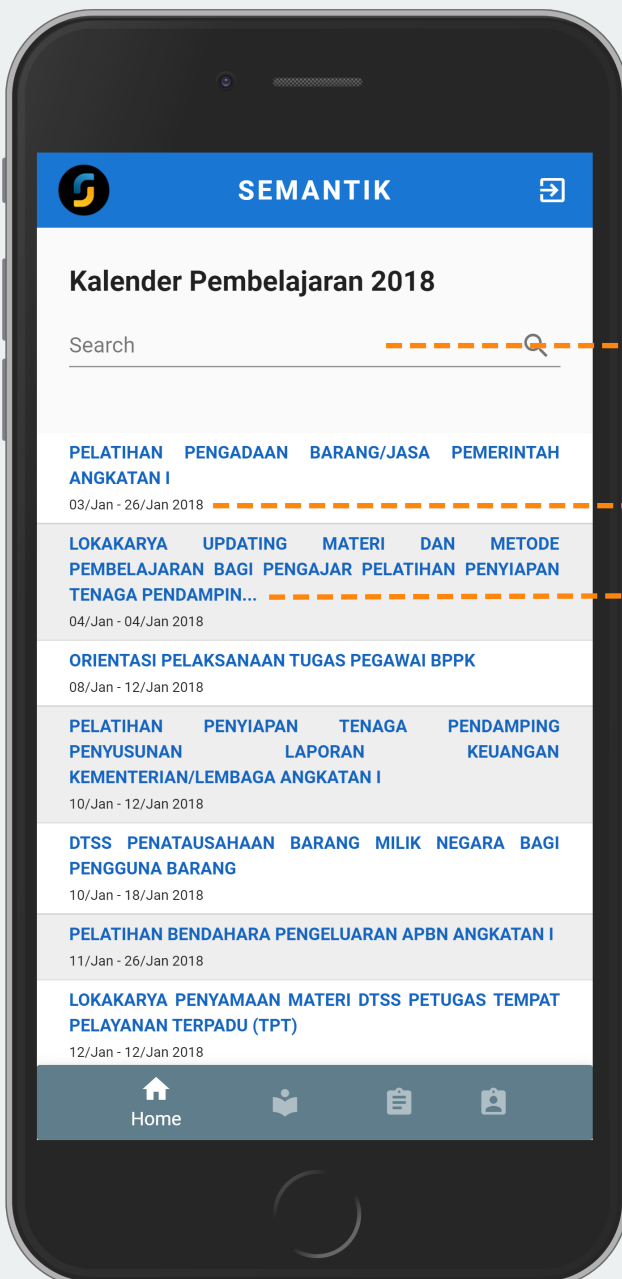 SEMANTIK
Kalender Pembelajaran 2018
Search
PELATIHAN PENGADAAN BARANG/JASA PEMERINTAH
ANGKATAN I
03/Jan - 26/Jan 2018
LOKAKARYA UPDATING MATERI DAN METODE
PEMBELAJARAN BAGI PENGAJAR PELATIHAN PENYIAPAN
TENAGA PENDAMPIN...
04/Jan - 04/Jan 2018
ORIENTASI PELAKSANAAN TUGAS PEGAWAI BPPK
08/Jan - 12/Jan 2018
PELATIHAN PENYIAPAN TENAGA PENDAMPING
PENYUSUNAN LAPORAN KEUANGAN
KEMENTERIAN/LEMBAGA ANGKATAN I
10/Jan - 12/Jan 2018
DTSS PENATAUSAHAAN BARANG MILIK NEGARA BAGI
PENGGUNA BARANG
10/Jan - 18/Jan 2018
PELATIHAN BENDAHARA PENGELUARAN APBN ANGKATAN I
11/Jan - 26/Jan 2018
LOKAKARYA PENYAMAAN MATERI DTSS PETUGAS TEMPAT
PELAYANAN TERPADU (TPT)
12/Jan - 12/Jan 2018
Home